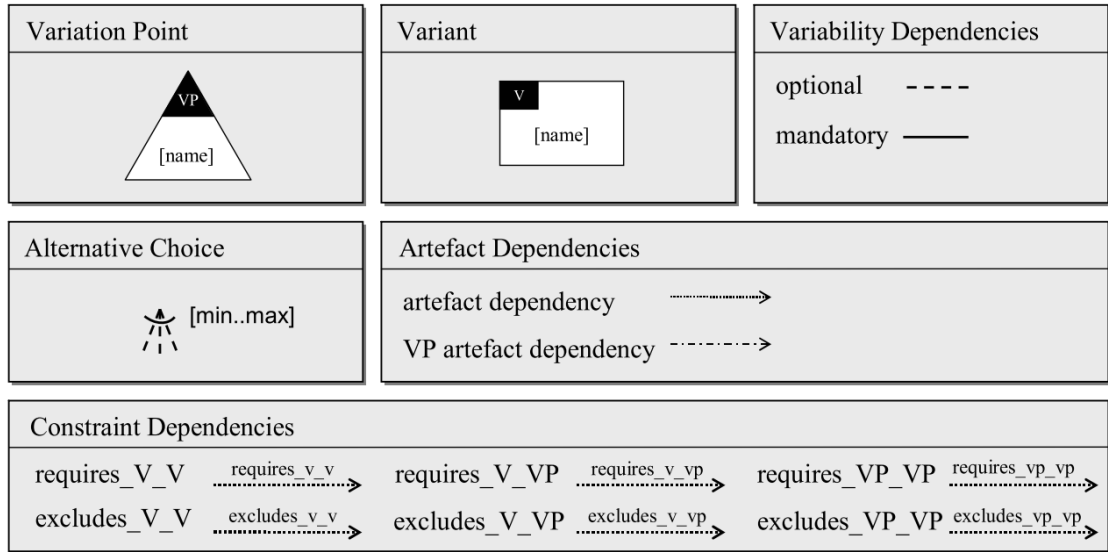 Variation Point
VP
[name]
Variant
V
[name]
Variability Dependencies
optional
mandatory
Alternative Choice
[min..max]
Artefact Dependencies
artefact dependency
VP artefact dependency
Constraint Dependencies
requires_V_V requires_v_v requires_V_VP requires_v_vp requires_VP_VP requires_vp_vp
excludes_V_V excludes_v_v excludes_V_VP excludes_v_vp excludes_VP_VP excludes_vp_vp